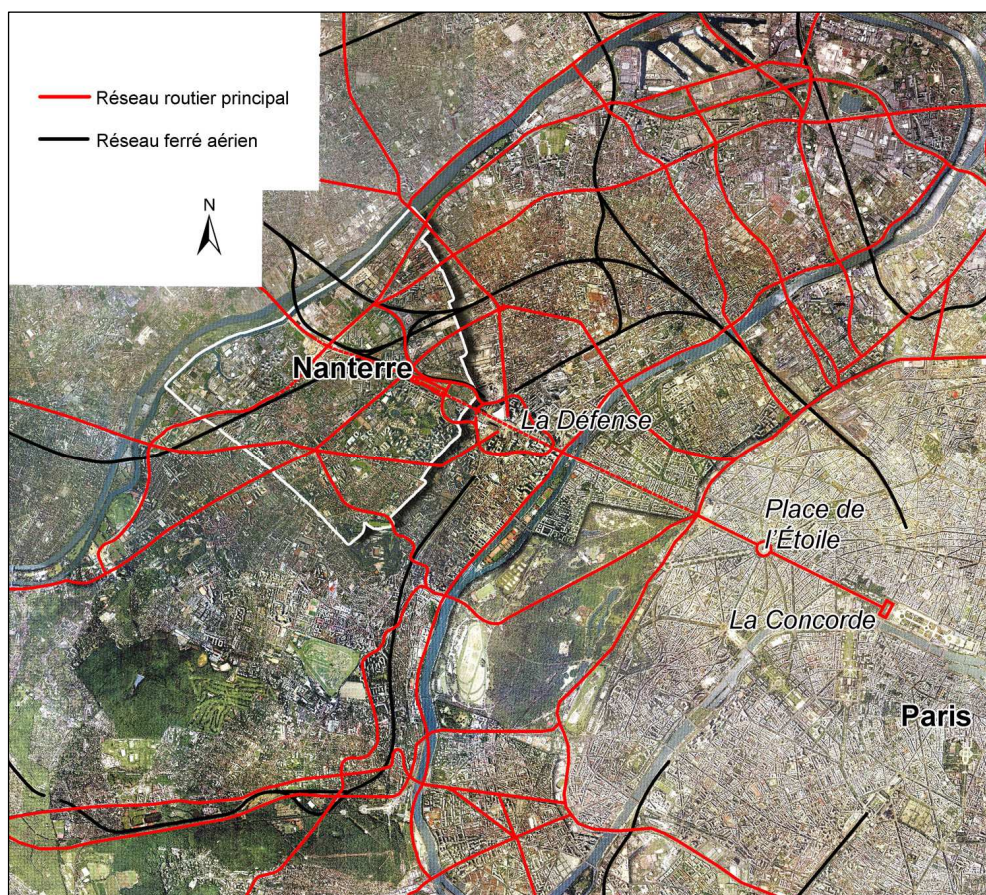 Réseau routier principal
Réseau ferré aérien
N
Nanterre
La Défense
Place de
l'Étoile
La Concorde
Paris